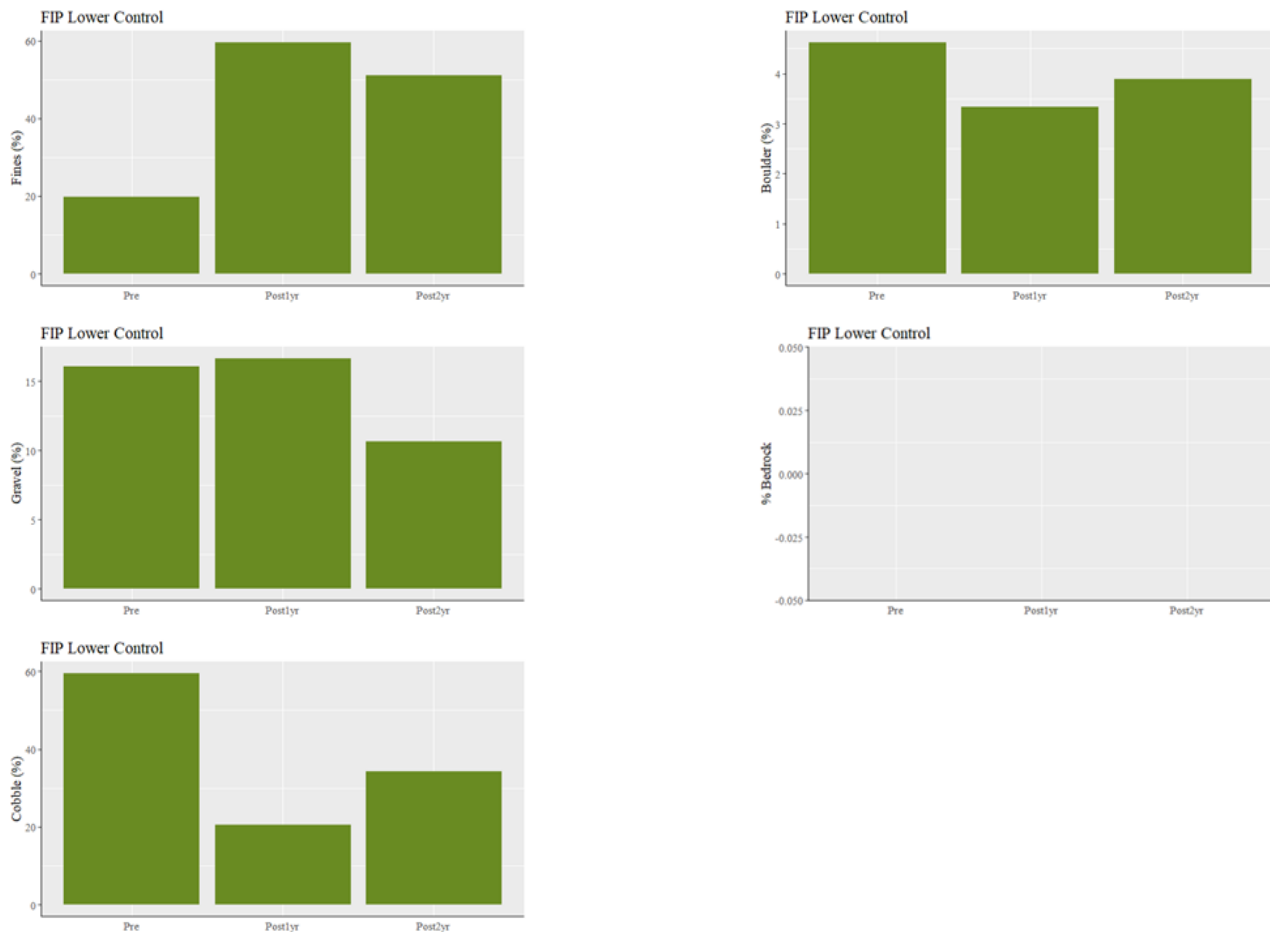 FIP Lower Control
Fines (%)
60
40
20
0
Pre Post1yr Post2yr
FIP Lower Control
Boulder (%)
4
3
2
1
0
Pre Post1yr Post2yr
FIP Lower Control
Gravel (%)
15
10
5
0
Pre Post1yr Post2yr
FIP Lower Control
% Bedrock
0.050
0.025
0.000
-0.025
-0.050
Pre Post1yr Post2yr
FIP Lower Control
Cobble (%)
60
40
20
0
Pre Post1yr Post2yr